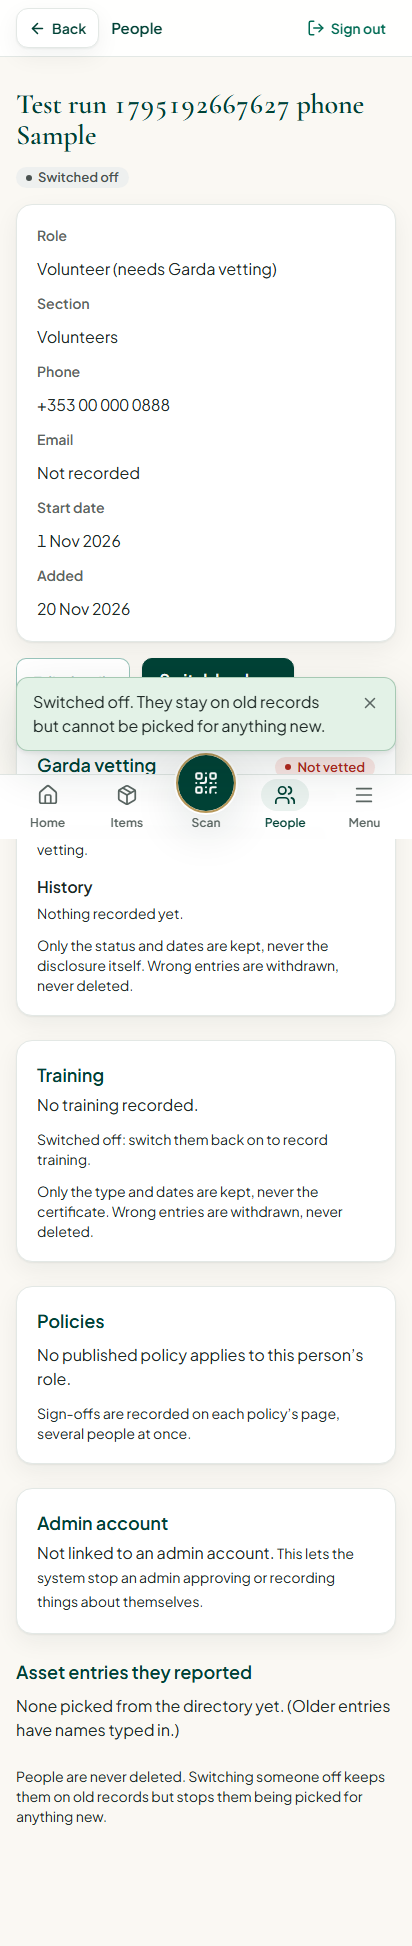 Back
People
Sign out
Test run 1795192667627 phone
Sample
Switched off
Role
Volunteer (needs Garda vetting)
Section
Volunteers
Phone
+353 00 000 0888
Email
Not recorded
Start date
1 Nov 2026
Added
20 Nov 2026
Switched off. They stay on old records
but cannot be picked for anything new.
Garda vetting
Not vetted
Home
Items
Scan
People
Menu
vetting.
History
Nothing recorded yet.
Only the status and dates are kept, never the
disclosure itself. Wrong entries are withdrawn,
never deleted.
Training
No training recorded.
Switched off: switch them back on to record
training.
Only the type and dates are kept, never the
certificate. Wrong entries are withdrawn, never
deleted.
Policies
No published policy applies to this person’s
role.
Sign-offs are recorded on each policy’s page,
several people at once.
Admin account
Not linked to an admin account. This lets the
system stop an admin approving or recording
things about themselves.
Asset entries they reported
None picked from the directory yet. (Older entries
have names typed in.)
People are never deleted. Switching someone off keeps
them on old records but stops them being picked for
anything new.